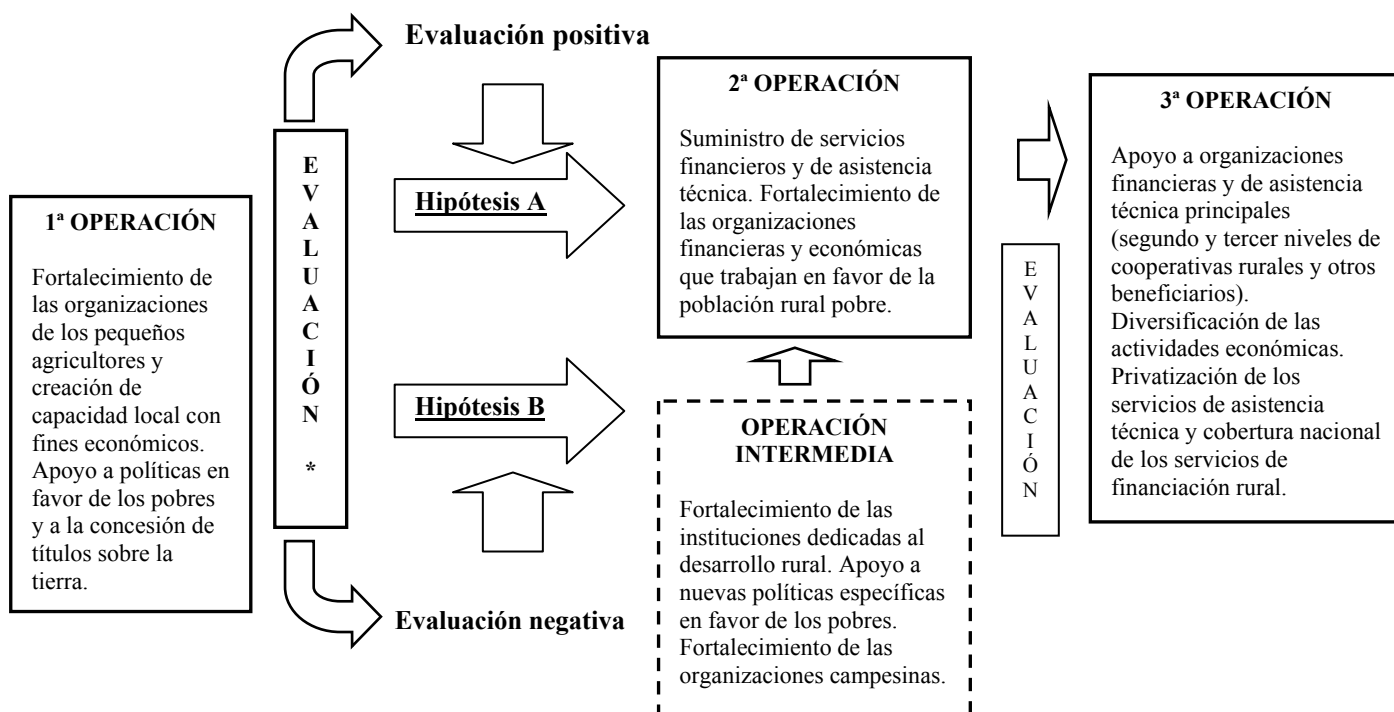 1ª OPERACIÓN
Fortalecimiento de
las organizaciones
de los pequeños
agricultores y
creación de
capacidad local con
fines económicos.
Apoyo a políticas en
favor de los pobres
y a la concesión de
títulos sobre la
tierra.
E
V
A
L
U
A
C
I
Ó
N
*
Evaluación positiva
Hipótesis A
Hipótesis B
Evaluación negativa
2ª OPERACIÓN
Suministro de servicios
financieros y de asistencia
técnica. Fortalecimiento de
las organizaciones
financieras y económicas
que trabajan en favor de la
población rural pobre.
OPERACIÓN
INTERMEDIA
Fortalecimiento de las
instituciones dedicadas al
desarrollo rural. Apoyo a
nuevas políticas específicas
en favor de los pobres.
Fortalecimiento de las
organizaciones campesinas.
E
V
A
L
U
A
C
I
Ó
N
3ª OPERACIÓN
Apoyo a organizaciones
financieras y de asistencia
técnica principales
(segundo y tercer niveles de
cooperativas rurales y otros
beneficiarios).
Diversificación de las
actividades económicas.
Privatización de los
servicios de asistencia
técnica y cobertura nacional
de los servicios de
financiación rural.